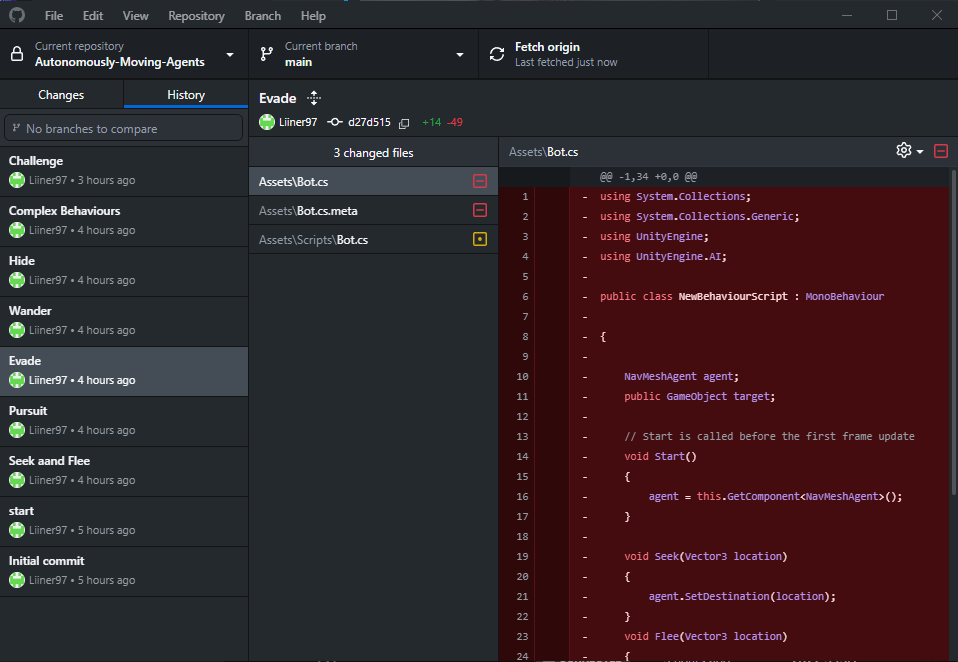 File Edit View Repository Branch Help
Current repository
Autonomously-Moving-Agents
Current branch
main
Fetch origin
Last fetched just now
Changes History
No branches to compare
Challenge
Liiner97 • 3 hours ago
Complex Behaviours
Liiner97 • 4 hours ago
Hide
Liiner97 • 4 hours ago
Wander
Liiner97 • 4 hours ago
Evade
Liiner97 • 4 hours ago
Pursuit
Liiner97 • 4 hours ago
Seek aand Flee
Liiner97 • 4 hours ago
start
Liiner97 • 5 hours ago
Initial commit
Liiner97 • 5 hours ago
Evade
Liiner97 d27d515 +14 -49
3 changed files
Assets\Bot.cs
Assets\Bot.cs.meta
Assets\Scripts\Bot.cs
Assets\Bot.cs
@@ -1,34 +0,0 @@
1 - using System.Collections;
2 - using System.Collections.Generic;
3 - using UnityEngine;
4 - using UnityEngine.AI;
5 -
6 - public class NewBehaviourScript : MonoBehaviour
7 -
8 - {
9 -
10 - NavMeshAgent agent;
11 - public GameObject target;
12 -
13 - // Start is called before the first frame update
14 - void Start()
15 - {
16 - agent = this.GetComponent<NavMeshAgent>();
17 - }
18 -
19 - void Seek(Vector3 location)
20 - {
21 - agent.SetDestination(location);
22 - }
23 - void Flee(Vector3 location)
24 - {